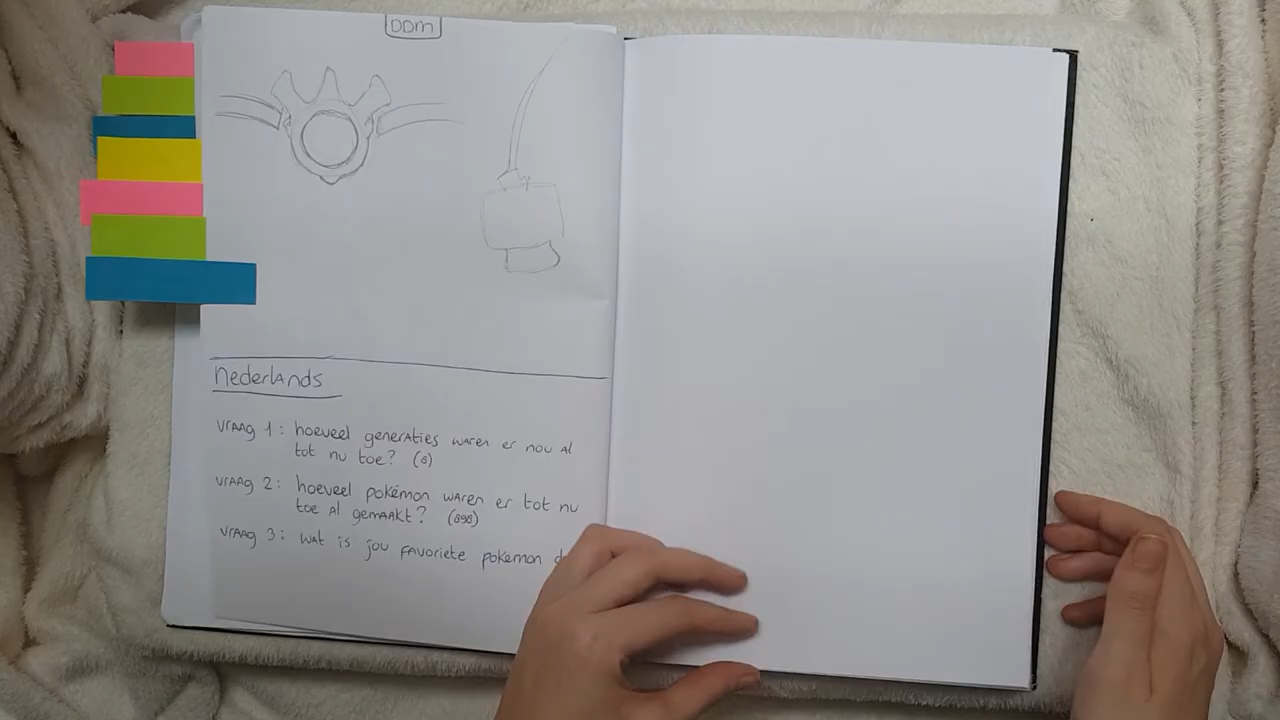 DDM
Nederlands
Vraag 1: hoeveel generaties waren er nou al
tot nu toe? (8)
Vraag 2: hoeveel pokémon waren er tot nu
toe al gemaakt? (898)
Vraag 3: wat is jou favoriete pokemon